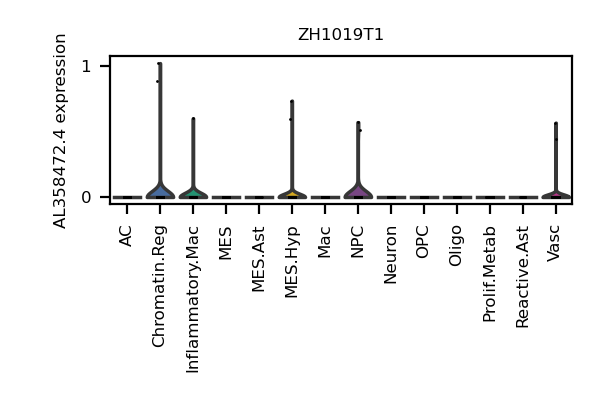 ZH1019T1
AL358472.4 expression
1
0
AC
Chromatin.Reg
Inflammatory.Mac
MES
MES.Ast
MES.Hyp
Mac
NPC
Neuron
OPC
Oligo
Prolif.Metab
Reactive.Ast
Vasc